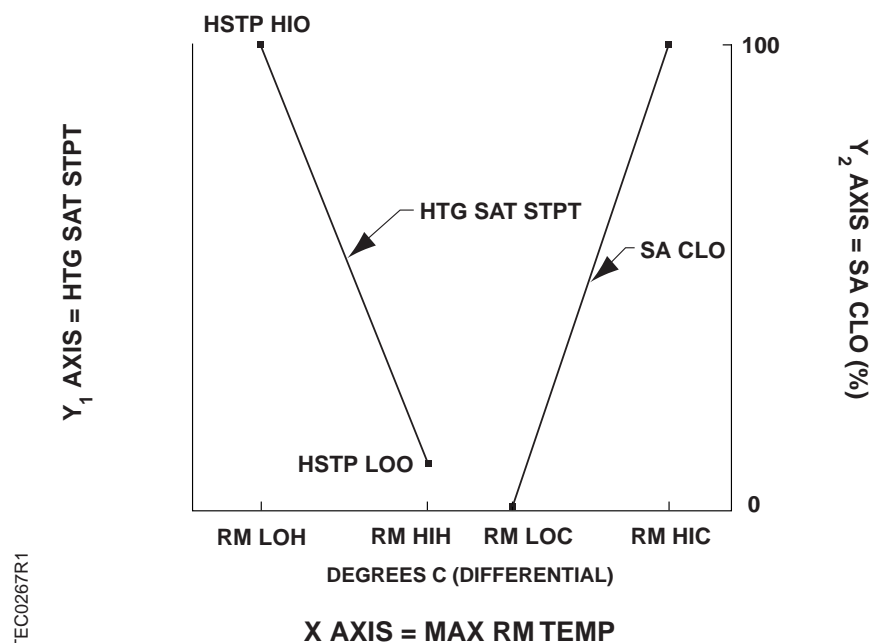 HSTP HIO
100
Y1 AXIS = HTG SAT STPT
HTG SAT STPT
SA CLO
Y2 AXIS = SA CLO (%)
HSTP LOO
0
RM LOH RM HIH RM LOC RM HIC
DEGREES C (DIFFERENTIAL)
X AXIS = MAX RM TEMP
TEC0267R1